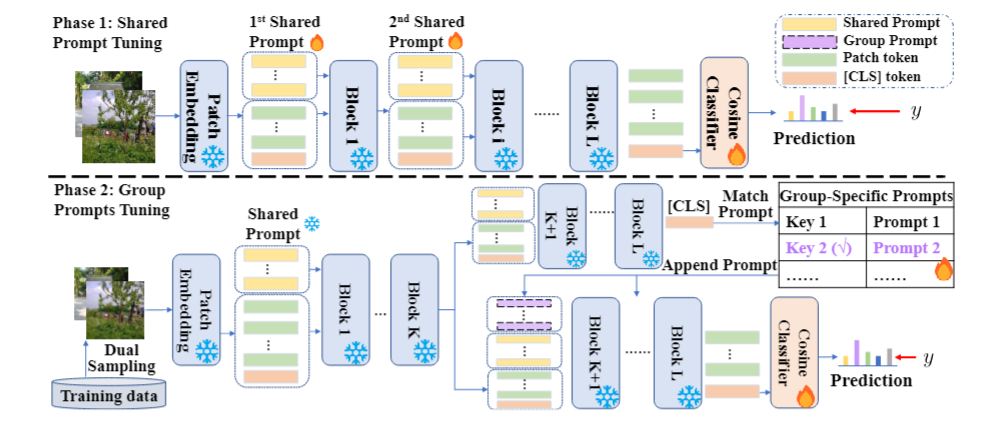 Phase 1: Shared
Prompt Tuning
1st Shared
Prompt
2nd Shared
Prompt
Shared Prompt
Group Prompt
Patch token
[CLS] token
Patch
Embedding
Block 1
Block i
......
Block L
Cosine
Classifier
Prediction
y
Phase 2: Group
Prompts Tuning
Shared
Prompt
Patch
Embedding
Block 1
...
Block K
Dual
Sampling
Training data
Block
K+1
......
Block L
[CLS]
Match
Prompt
Group-Specific Prompts
Key 1 Prompt 1
Key 2 (√) Prompt 2
...... ......
Append Prompt
Block K+1
......
Block L
Cosine
Classifier
Prediction
y